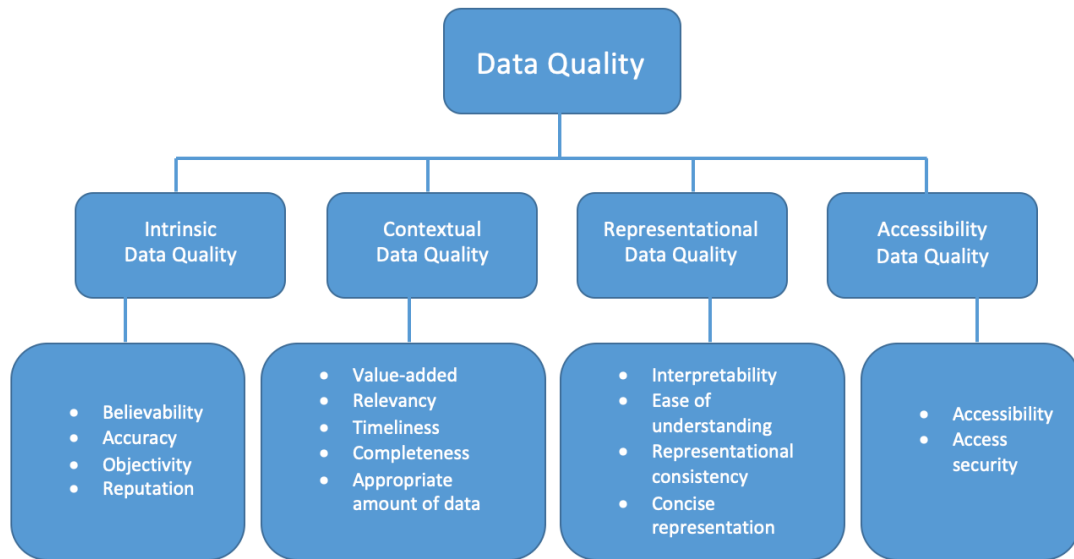 Data Quality
Intrinsic
Data Quality
Contextual
Data Quality
Representational
Data Quality
Accessibility
Data Quality
• Believability
• Accuracy
• Objectivity
• Reputation
• Value-added
• Relevancy
• Timeliness
• Completeness
• Appropriate
amount of data
• Interpretability
• Ease of
understanding
• Representational
consistency
• Concise
representation
• Accessibility
• Access
security